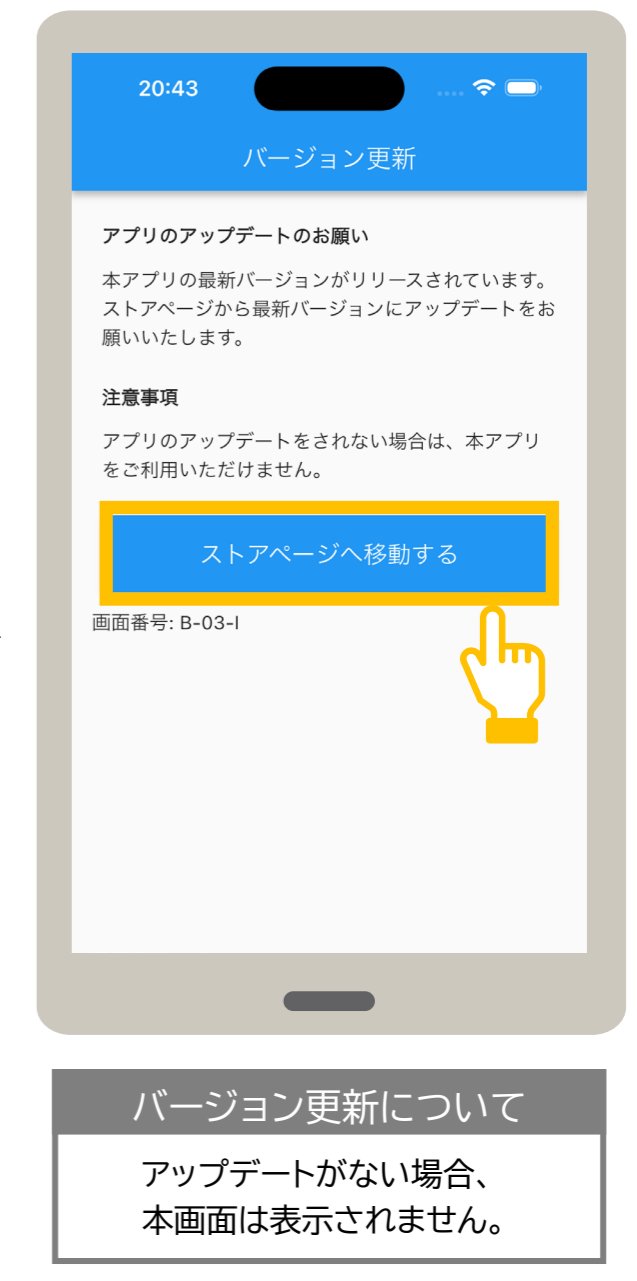 20:43
バージョン更新
アプリのアップデートのお願い
本アプリの最新バージョンがリリースされています。
ストアページから最新バージョンにアップデートをお
願いいたします。
注意事項
アプリのアップデートをされない場合は、本アプリ
をご利用いただけません。
ストアページへ移動する
画面番号: B-03-I
バージョン更新について
アップデートがない場合、
本画面は表示されません。